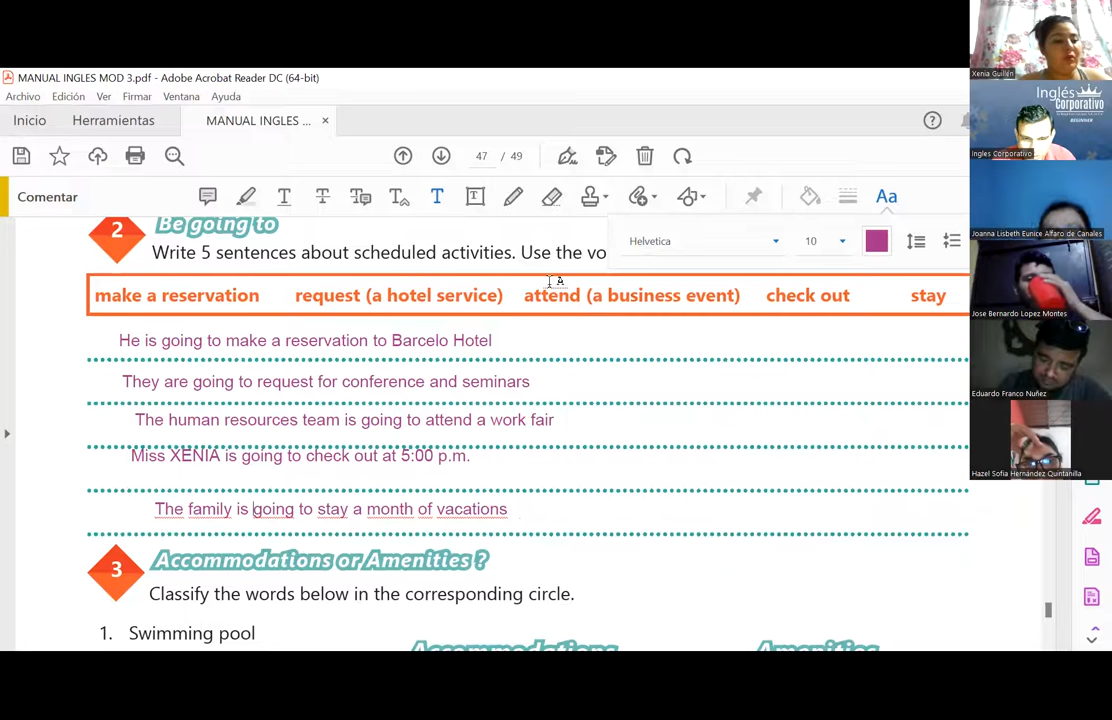 MANUAL INGLES MOD 3.pdf - Adobe Acrobat Reader DC (64-bit)
Archivo Edición Ver Firmar Ventana Ayuda
Inicio Herramientas MANUAL INGLES ... ×
47 / 49
Comentar
Aa
Helvetica 10
2 Be going to
Write 5 sentences about scheduled activities. Use the vo
make a reservation request (a hotel service) attend (a business event) check out stay
He is going to make a reservation to Barcelo Hotel
They are going to request for conference and seminars
The human resources team is going to attend a work fair
Miss XENIA is going to check out at 5:00 p.m.
The family is going to stay a month of vacations
3 Accommodations or Amenities ?
Classify the words below in the corresponding circle.
1. Swimming pool
Accommodations Amenities
Xenia Guillén
Inglés
Corporativo
BEGINNER
Ingles Corporativo
Joanna Lisbeth Eunice Alfaro de Canales
Jose Bernardo Lopez Montes
Eduardo Franco Nuñez
Hazel Sofia Hernández Quintanilla